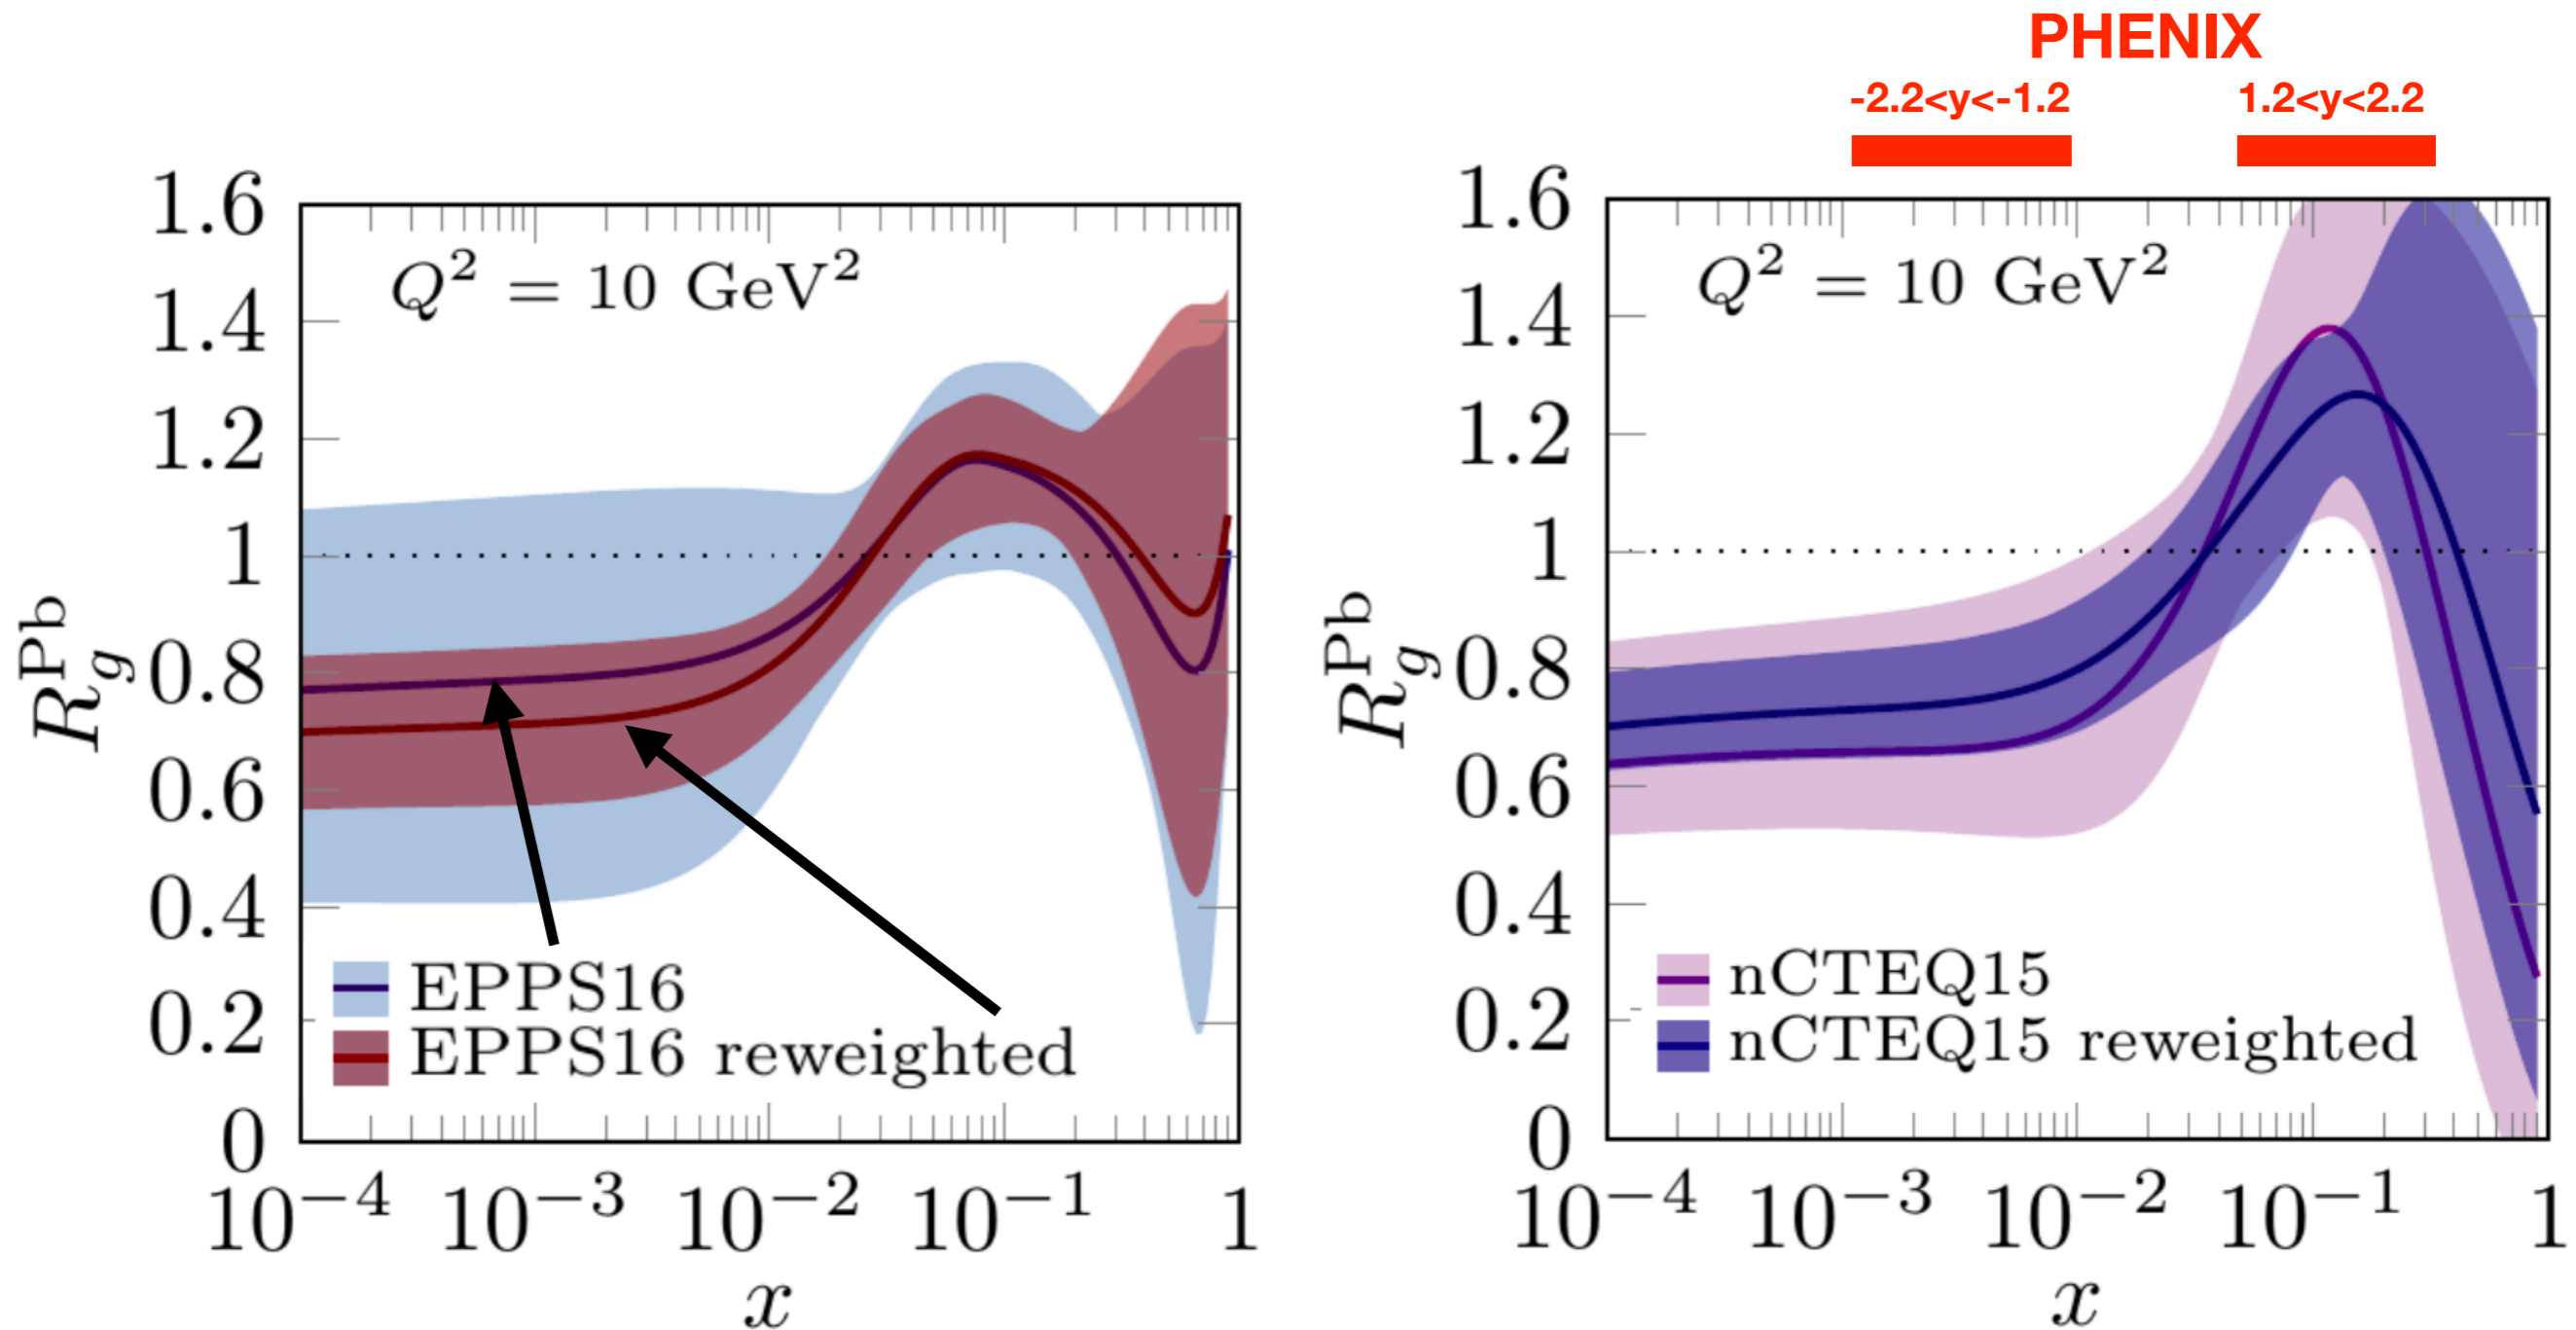 PHENIX
-2.2<y<-1.2
1.2<y<2.2
1.6
1.4
1.2
1
0.8
0.6
0.4
0.2
0
R_g^Pb
Q² = 10 GeV²
EPPS16
EPPS16 reweighted
10⁻⁴ 10⁻³ 10⁻² 10⁻¹ 1
x
1.6
1.4
1.2
1
0.8
0.6
0.4
0.2
0
R_g^Pb
Q² = 10 GeV²
nCTEQ15
nCTEQ15 reweighted
10⁻⁴ 10⁻³ 10⁻² 10⁻¹ 1
x